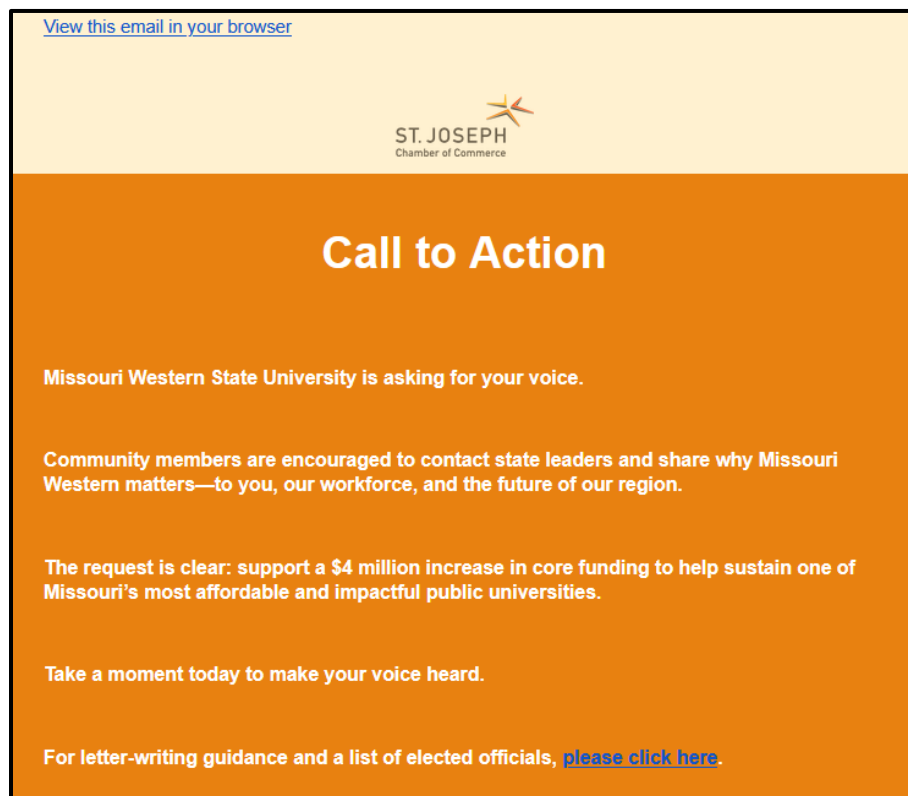 View this email in your browser
ST. JOSEPH
Chamber of Commerce
Call to Action
Missouri Western State University is asking for your voice.
Community members are encouraged to contact state leaders and share why Missouri
Western matters—to you, our workforce, and the future of our region.
The request is clear: support a $4 million increase in core funding to help sustain one of
Missouri’s most affordable and impactful public universities.
Take a moment today to make your voice heard.
For letter-writing guidance and a list of elected officials, please click here.